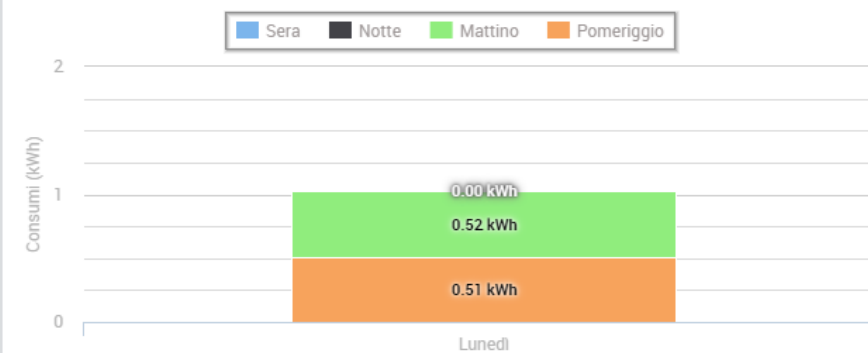 Sera Notte Mattino Pomeriggio
2
Consumi (kWh)
1
0.00 kWh
0.52 kWh
0.51 kWh
0
Lunedì